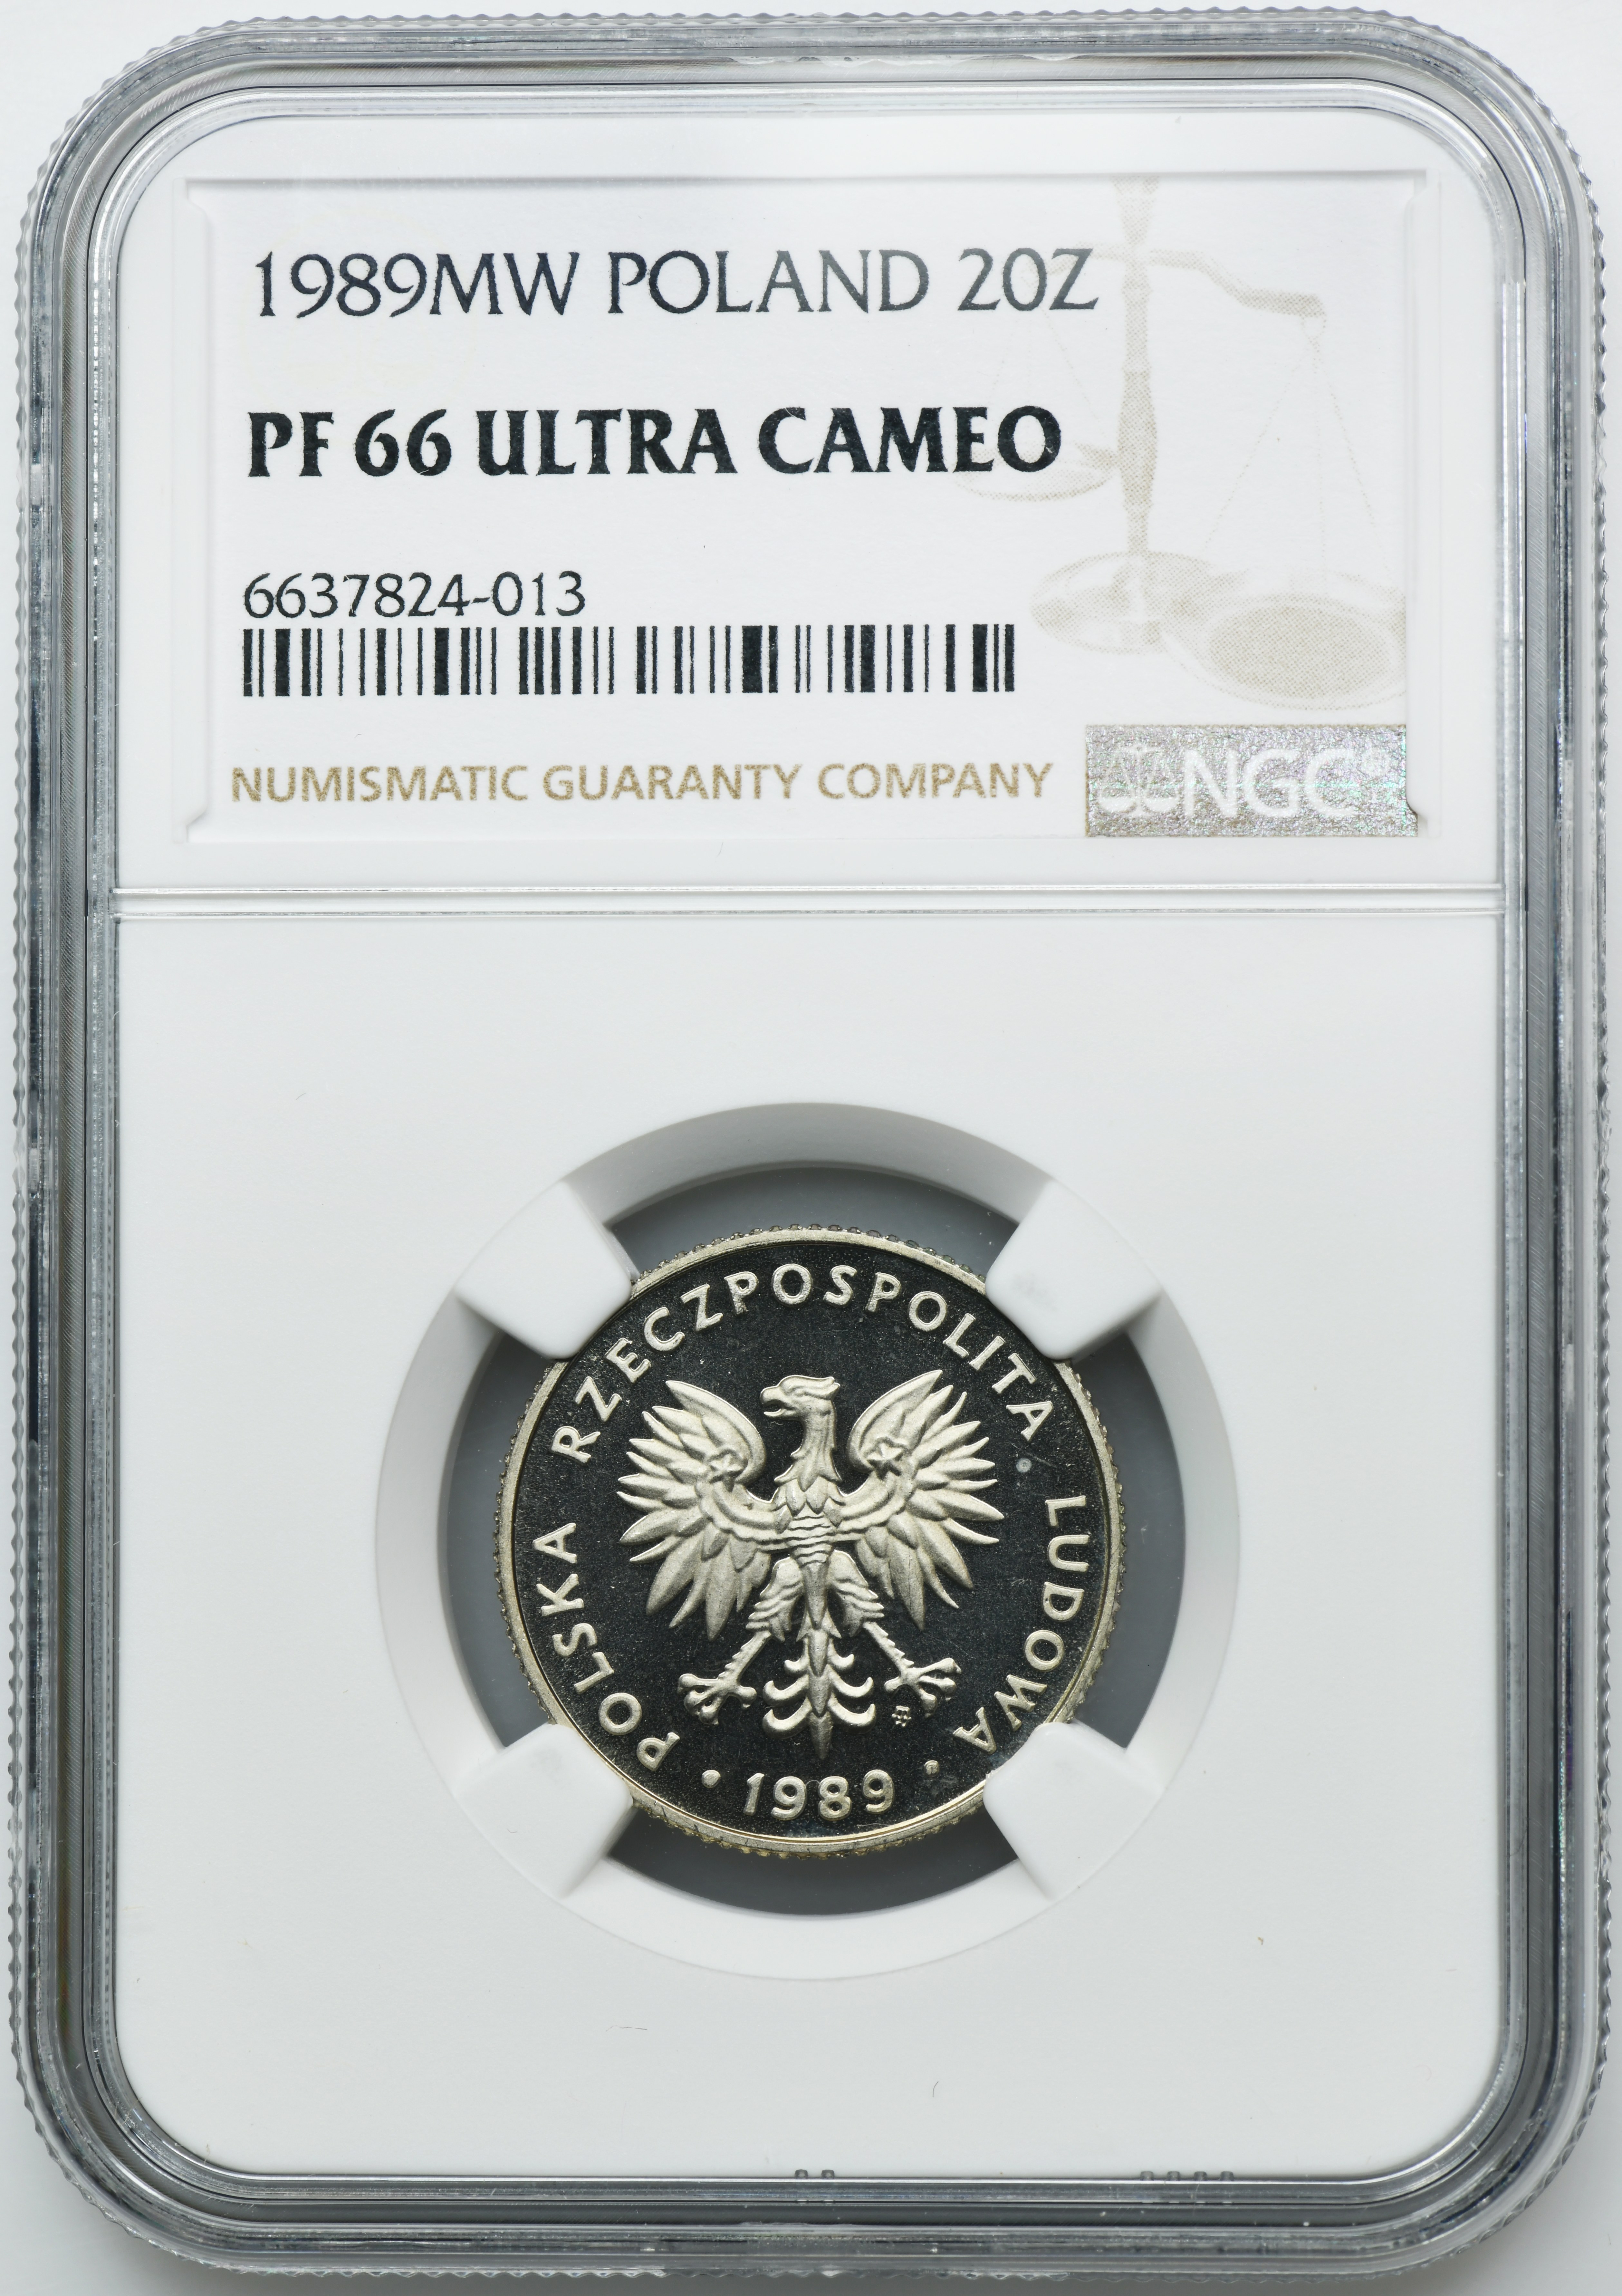 1989MW POLAND 20Z
PF 66 ULTRA CAMEO
6637824-013
NUMISMATIC GUARANTY COMPANY
NGC®
POLSKA RZECZPOSPOLITA LUDOWA
• 1989 •